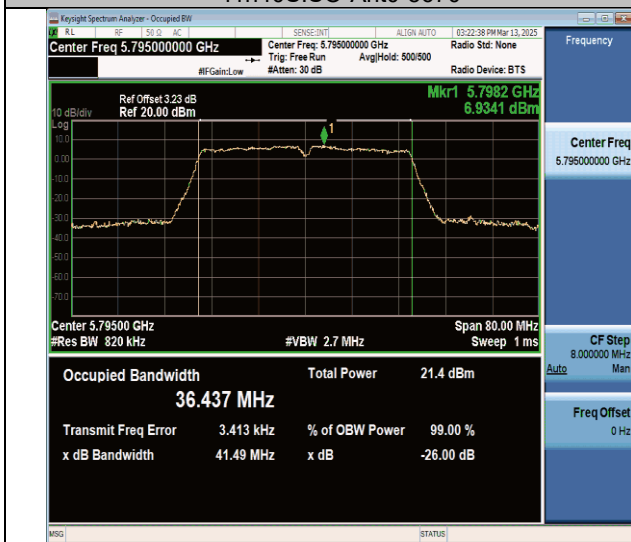 Keysight Spectrum Analyzer - Occupied BW
RL RF 50 Ω AC SENSE:INT ALIGN AUTO 03:22:38 PM Mar 13, 2025
Center Freq 5.795000000 GHz Center Freq: 5.795000000 GHz Radio Std: None Frequency
Trig: Free Run Avg|Hold: 500/500
#IFGain:Low #Atten: 30 dB Radio Device: BTS
Ref Offset 3.23 dB Mkr1 5.7982 GHz
10 dB/div Ref 20.00 dBm 6.9341 dBm
Log
10.0
1
0.00
-10.0
-20.0
-30.0
-40.0
-50.0
-60.0
-70.0
Center Freq
5.795000000 GHz
Center 5.79500 GHz Span 80.00 MHz
#Res BW 820 kHz #VBW 2.7 MHz Sweep 1 ms
CF Step
8.000000 MHz
Auto Man
Occupied Bandwidth Total Power 21.4 dBm
36.437 MHz
Freq Offset
0 Hz
Transmit Freq Error 3.413 kHz % of OBW Power 99.00 %
x dB Bandwidth 41.49 MHz x dB -26.00 dB
MSG STATUS